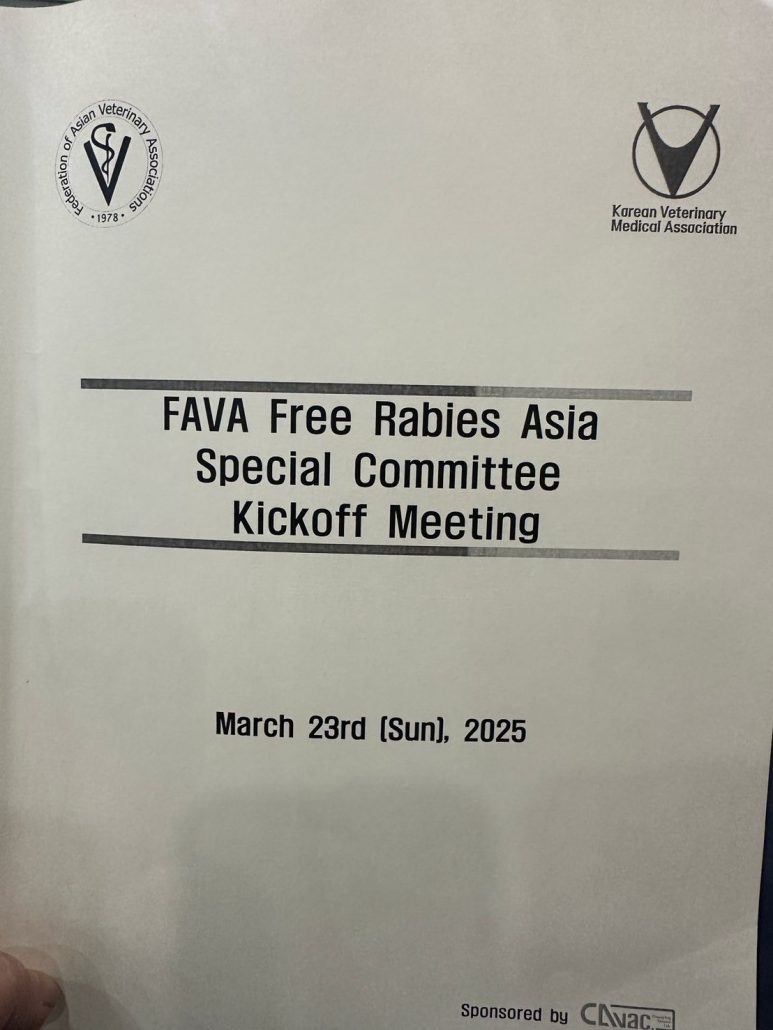 Federation of Asian Veterinary Associations
• 1978 •
Korean Veterinary
Medical Association
FAVA Free Rabies Asia
Special Committee
Kickoff Meeting
March 23rd (Sun), 2025
Sponsored by CAvac